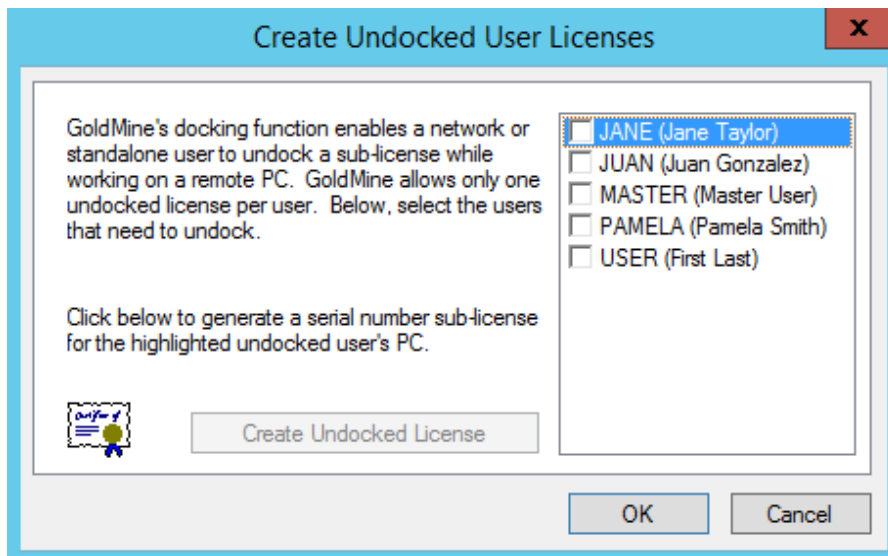 Create Undocked User Licenses
x
GoldMine's docking function enables a network or
standalone user to undock a sub-license while
working on a remote PC. GoldMine allows only one
undocked license per user. Below, select the users
that need to undock.
Click below to generate a serial number sub-license
for the highlighted undocked user's PC.
Create Undocked License
JANE (Jane Taylor)
JUAN (Juan Gonzalez)
MASTER (Master User)
PAMELA (Pamela Smith)
USER (First Last)
OK
Cancel